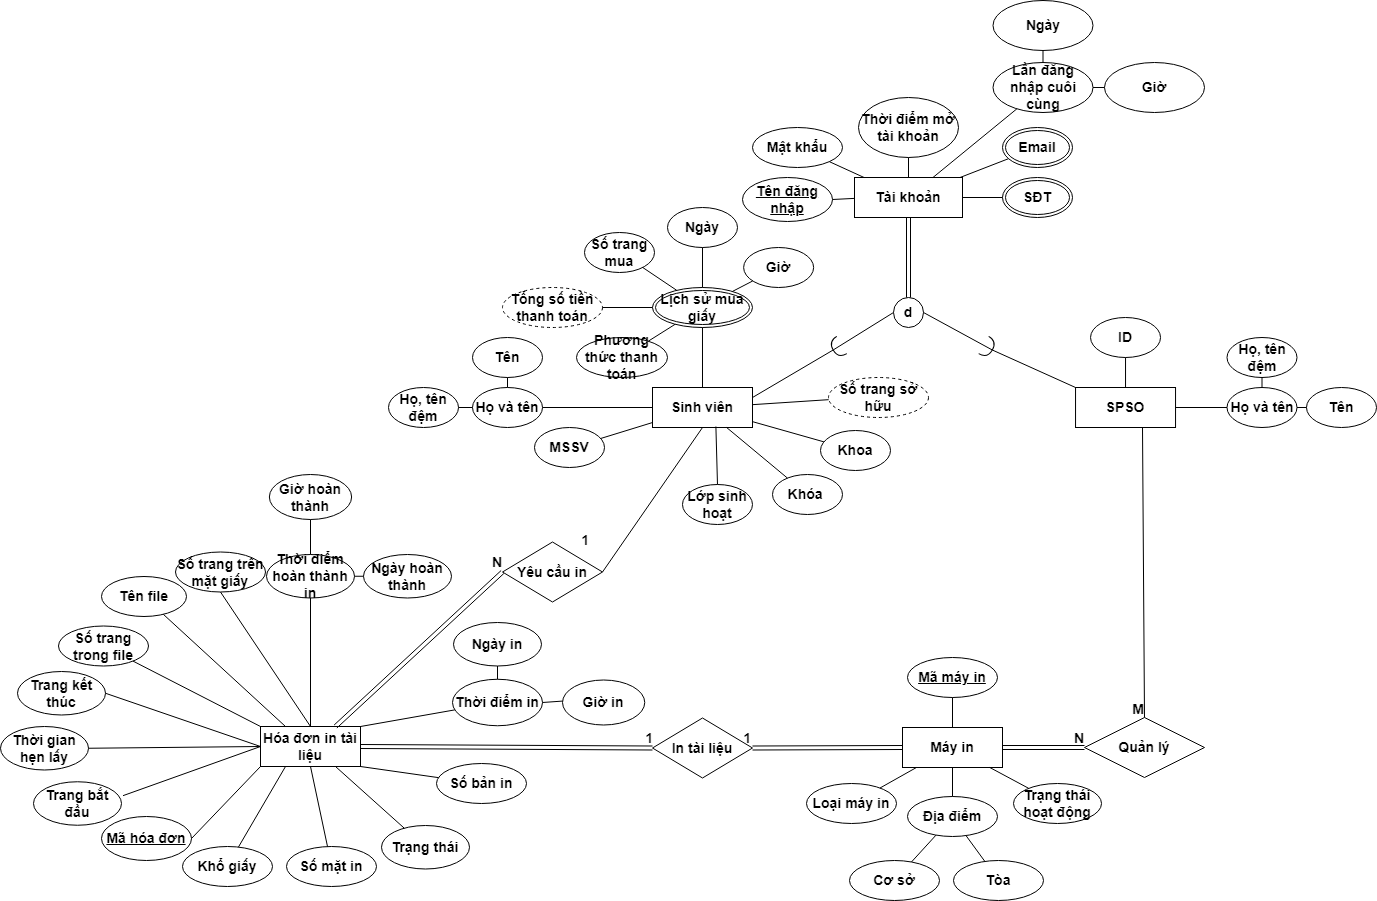 Ngày
Lần đăng
nhập cuối
cùng
Giờ
Thời điểm mở
tài khoản
Mật khẩu
Email
Tên đăng
nhập
Tài khoản
SĐT
Ngày
Số trang
mua
Giờ
Tổng số tiền
thanh toán
Lịch sử mua
giấy
d
Phương
thức thanh
toán
Tên
ID
Họ, tên
đệm
Họ, tên
đệm
Họ và tên
Sinh viên
Số trang sở
hữu
SPSO
Họ và tên
Tên
MSSV
Khoa
Lớp sinh
hoạt
Khóa
Giờ hoàn
thành
1
N
Yêu cầu in
Số trang trên
mặt giấy
Thời điểm
hoàn thành
in
Ngày hoàn
thành
Tên file
Số trang
trong file
Ngày in
Trang kết
thúc
Thời điểm in
Giờ in
Mã máy in
M
Thời gian
hẹn lấy
Hóa đơn in tài
liệu
1
In tài liệu
1
Máy in
N
Quản lý
Trang bắt
đầu
Số bản in
Loại máy in
Địa điểm
Trạng thái
hoạt động
Mã hóa đơn
Khổ giấy
Số mặt in
Trạng thái
Cơ sở
Tòa